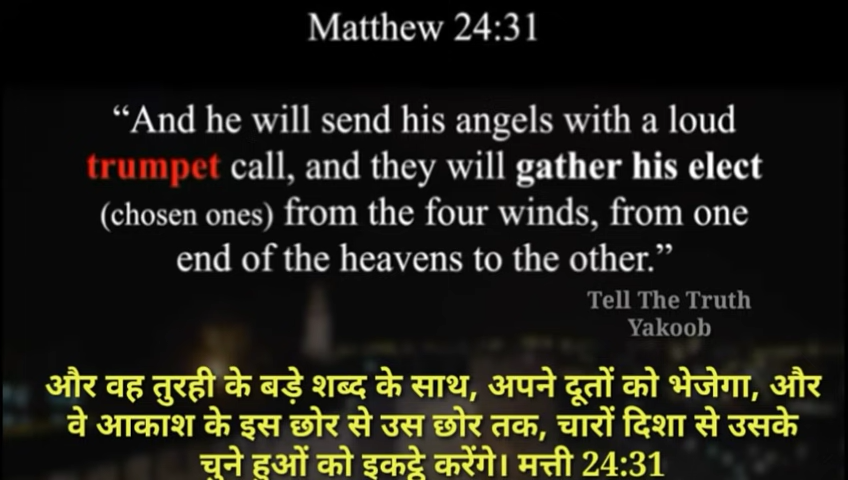 Matthew 24:31
“And he will send his angels with a loud
trumpet call, and they will gather his elect
(chosen ones) from the four winds, from one
end of the heavens to the other.”
Tell The Truth
Yakoob
और वह तुरही के बड़े शब्द के साथ, अपने दूतों को भेजेगा, और
वे आकाश के इस छोर से उस छोर तक, चारों दिशा से उसके
चुने हुओं को इकट्ठे करेंगे। मत्ती 24:31